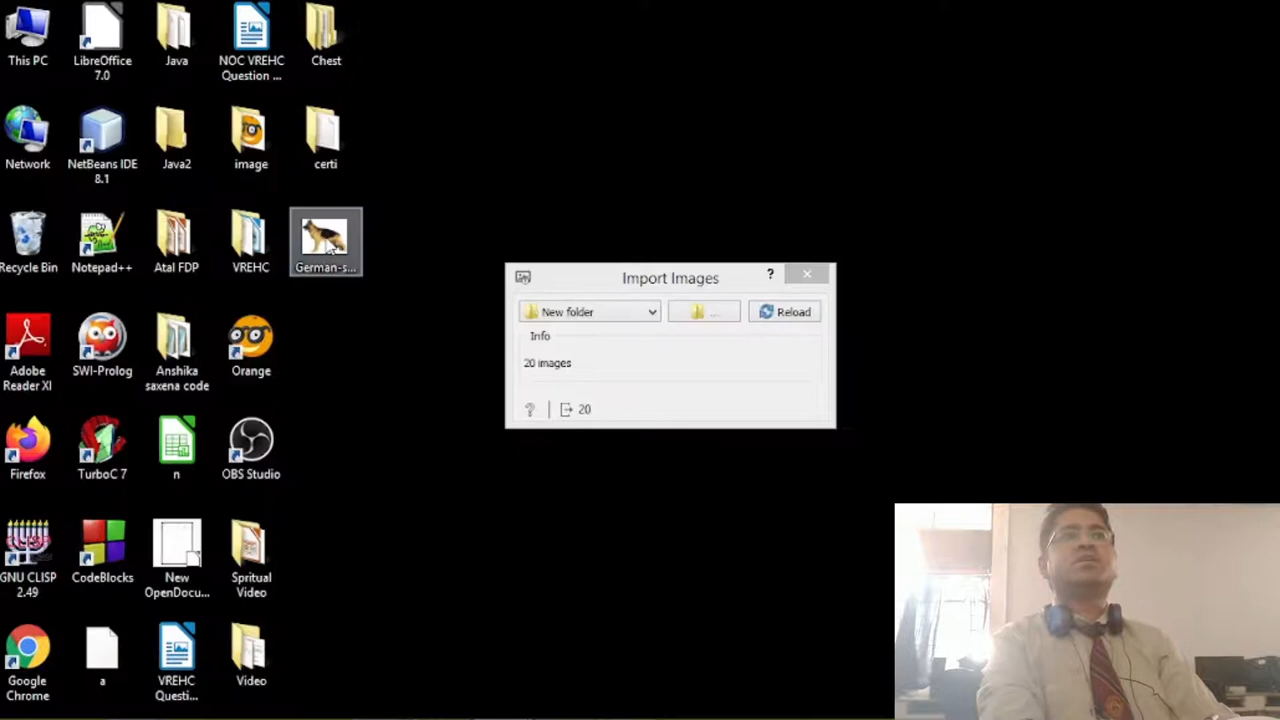 This PC
LibreOffice
7.0
Java
NOC VREHC
Question ...
Chest
Network
NetBeans IDE
8.1
Java2
image
certi
Recycle Bin
Notepad++
Atal FDP
VREHC
German-s...
Import Images
?
New folder
...
Reload
Info
20 images
?
20
Adobe
Reader XI
SWI-Prolog
Anshika
saxena code
Orange
Firefox
TurboC 7
n
OBS Studio
GNU CLISP
2.49
CodeBlocks
New
OpenDocu...
Spritual
Video
Google
Chrome
a
VREHC
Questi...
Video